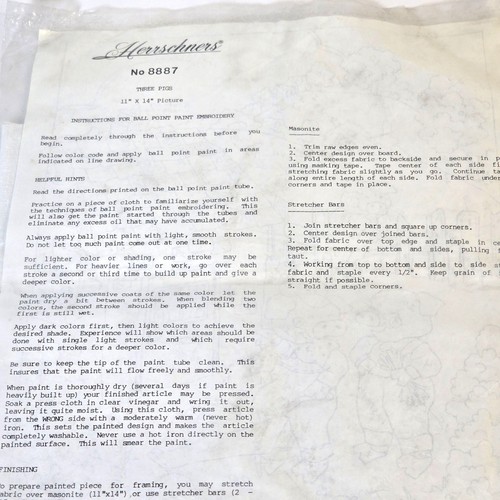 Herrschners®
No 8887
THREE PIGS
11" X 14" Picture
INSTRUCTIONS FOR BALL POINT PAINT EMBROIDERY
Read completely through the instructions before you
begin.
Follow color code and apply ball point paint in areas
indicated on line drawing.
HELPFUL HINTS
Read the directions printed on the ball point paint tube.
Practice on a piece of cloth to familiarise yourself with
the techniques of ball point paint embroidering. This
will also get the paint started through the tubes and
eliminate any excess oil that may have accumulated.
Always apply ball point paint with light, smooth strokes.
Do not let too much paint come out at one time.
For lighter color or shading, one stroke may be
sufficient. For heavier lines or work, go over each
stroke a second or third time to build up paint and give a
deeper color.
When applying successive coats of the same color let the
paint dry a bit between strokes. When blending two
colors, the second stroke should be applied while the
first is still wet.
Apply dark colors first, then light colors to achieve the
desired shade. Experience will show which areas should be
done with single light strokes and which require
successive strokes for a deeper color.
Be sure to keep the tip of the paint tube clean. This
insures that the paint will flow freely and smoothly.
When paint is thoroughly dry (several days if paint is
heavily built up) your finished article may be pressed.
Soak a press cloth in clear vinegar and wring it out,
leaving it quite moist. Using this cloth, press article
from the WRONG side with a moderately warm (never hot)
iron. This sets the painted design and makes the article
completely washable. Never use a hot iron directly on the
painted surface. This will smear the paint.
FINISHING
To prepare painted piece for framing, you may stretch
fabric over masonite (11"x14") or use stretcher bars (2 -
Masonite
1. Trim raw edges even.
2. Center design over board.
3. Fold excess fabric to backside and secure in p
using masking tape. Tape center of each side fi
stretching fabric slightly as you go. Continue ta
along entire length of each side. Fold fabric unde
corners and tape in place.
Stretcher Bars
1. Join stretcher bars and square up corners.
2. Center design over joined bars.
3. Fold fabric over top edge and staple in ce
Repeat for center of bottom and sides, pulling
taut.
4. Working from top to bottom and side to side st
fabric and staple every 1/2". Keep grain of
straight if possible.
5. Fold and staple corners.